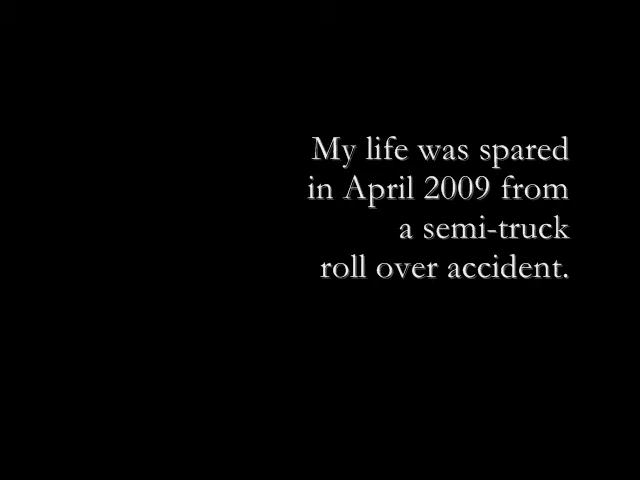 My life was spared
in April 2009 from
a semi-truck
roll over accident.